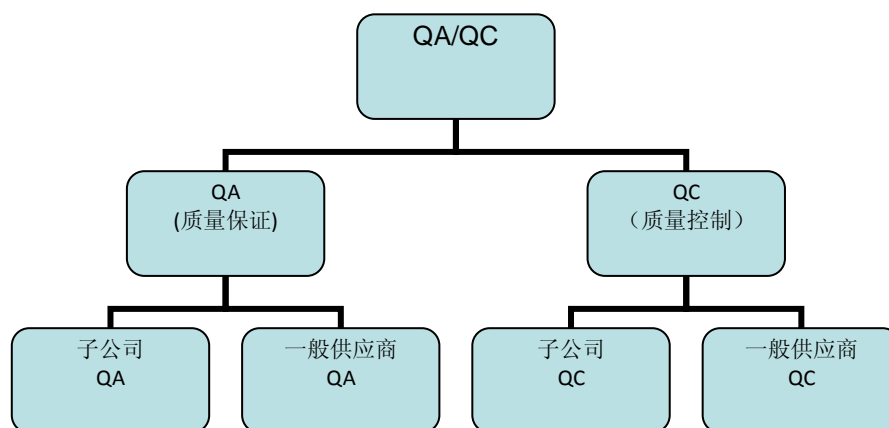 QA/QC
QA
(质量保证)
QC
（质量控制）
子公司
QA
一般供应商
QA
子公司
QC
一般供应商
QC